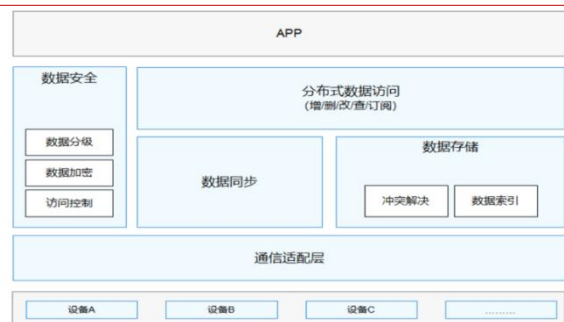 APP
数据安全
数据分级
数据加密
访问控制
分布式数据访问
(增/删/改/查/订阅)
数据同步
数据存储
冲突解决
数据索引
通信适配层
设备A
设备B
设备C
.........